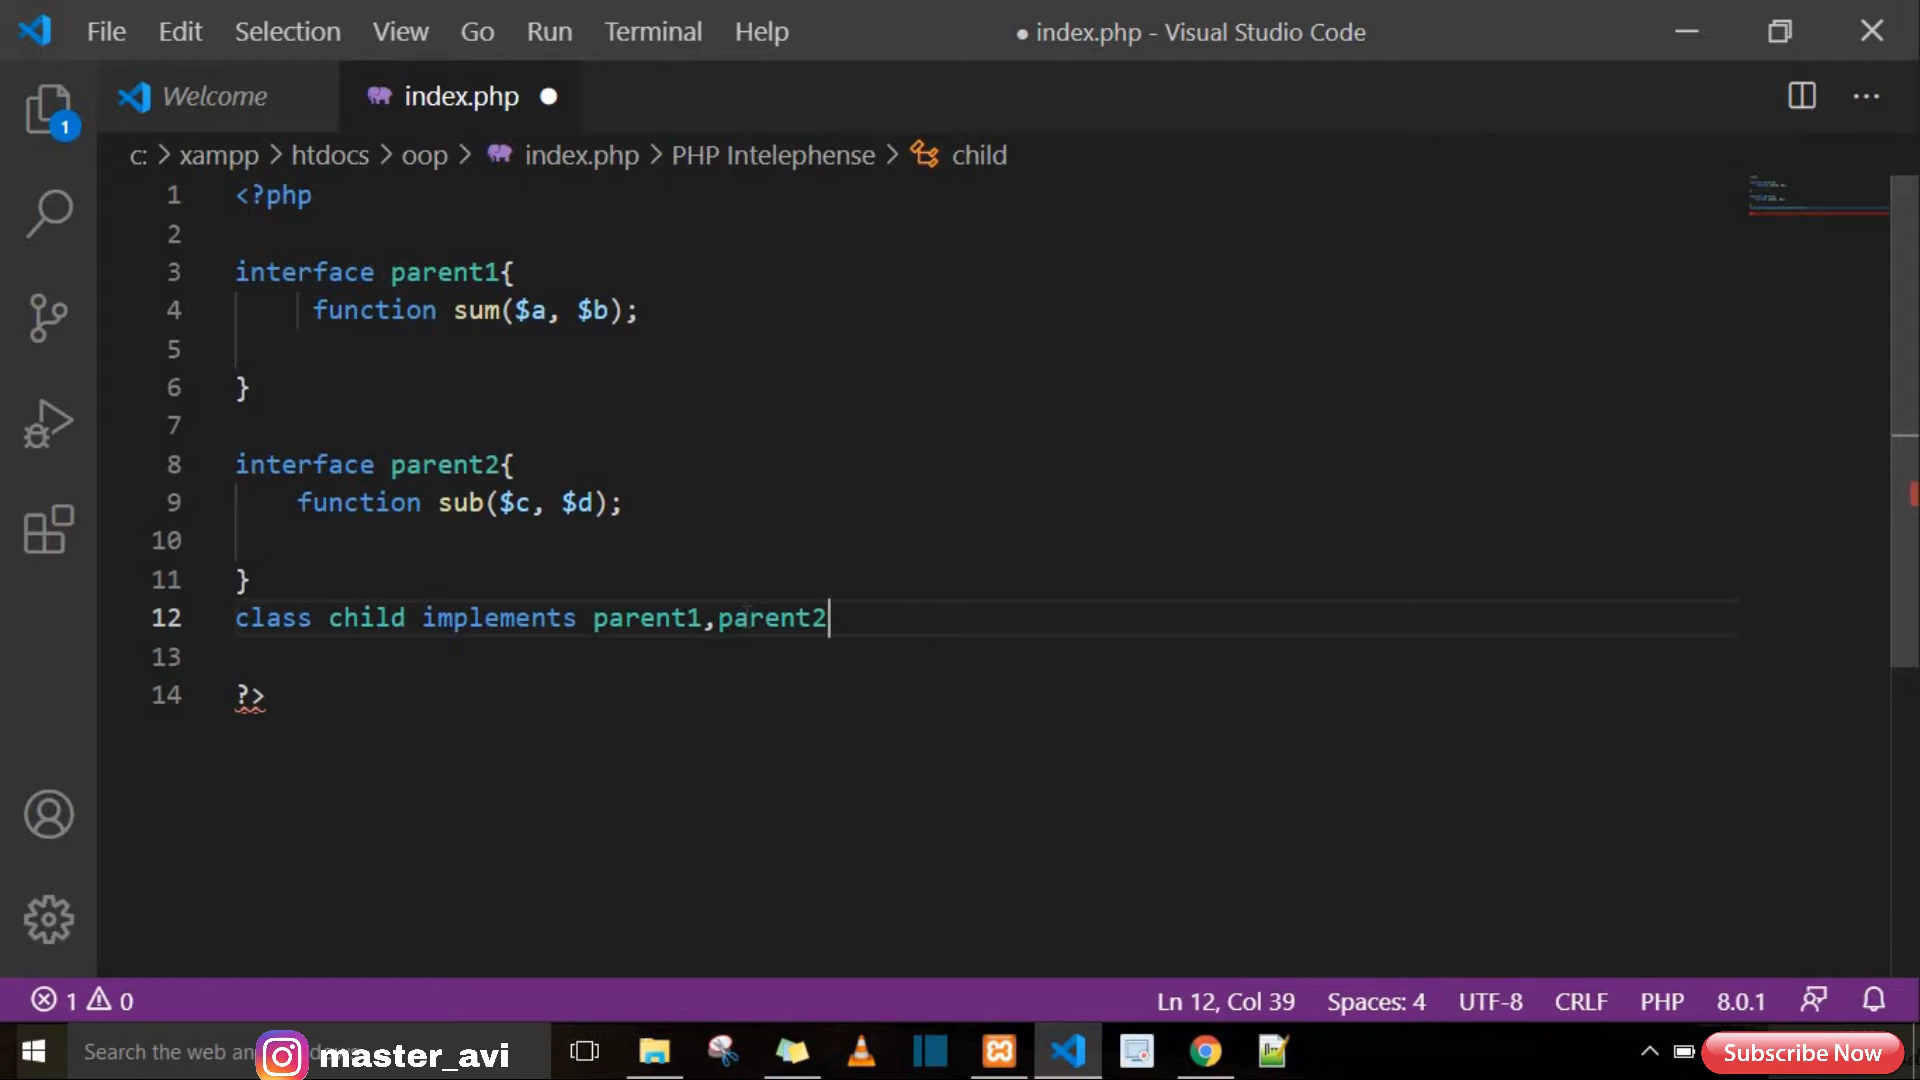 File Edit Selection View Go Run Terminal Help ● index.php - Visual Studio Code
1
Welcome index.php ●
c: > xampp > htdocs > oop > index.php > PHP Intelephense > child
1 <?php
2
3 interface parent1{
4 function sum($a, $b);
5
6 }
7
8 interface parent2{
9 function sub($c, $d);
10
11 }
12 class child implements parent1,parent2
13
14 ?>
1 0 Ln 12, Col 39 Spaces: 4 UTF-8 CRLF PHP 8.0.1
Search the web an master_avi Subscribe Now